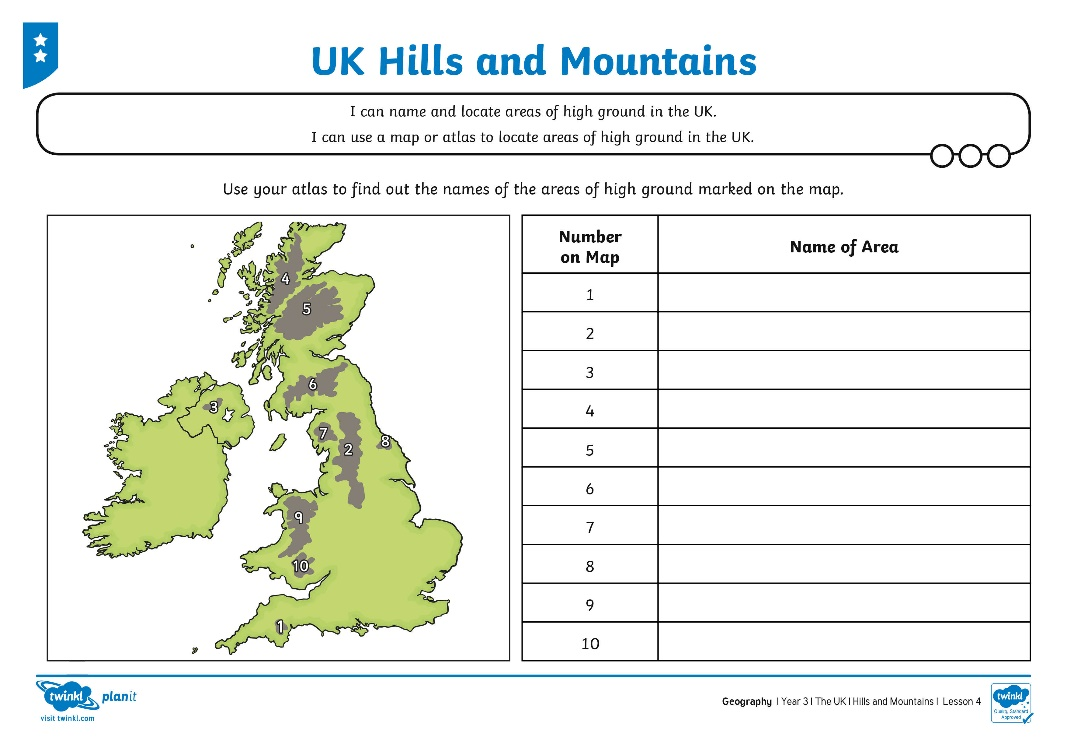 UK Hills and Mountains
I can name and locate areas of high ground in the UK.
I can use a map or atlas to locate areas of high ground in the UK.
Use your atlas to find out the names of the areas of high ground marked on the map.
4
5
6
3
7
8
2
9
10
1
Number
on Map
Name of Area
1
2
3
4
5
6
7
8
9
10
twinkl planit
visit twinkl.com
Geography | Year 3 | The UK | Hills and Mountains | Lesson 4
twinkl
Quality Standard
Approved